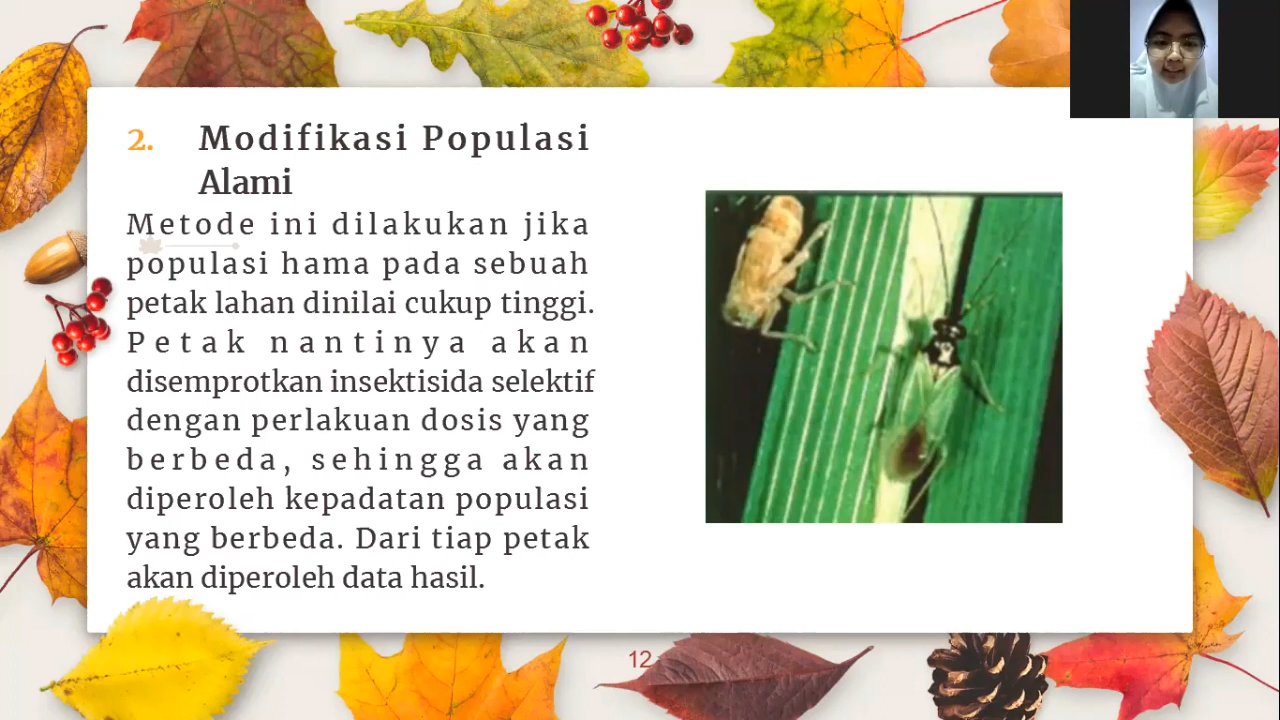 2. Modifikasi Populasi
Alami
Metode ini dilakukan jika
populasi hama pada sebuah
petak lahan dinilai cukup tinggi.
Petak nantinya akan
disemprotkan insektisida selektif
dengan perlakuan dosis yang
berbeda, sehingga akan
diperoleh kepadatan populasi
yang berbeda. Dari tiap petak
akan diperoleh data hasil.
12